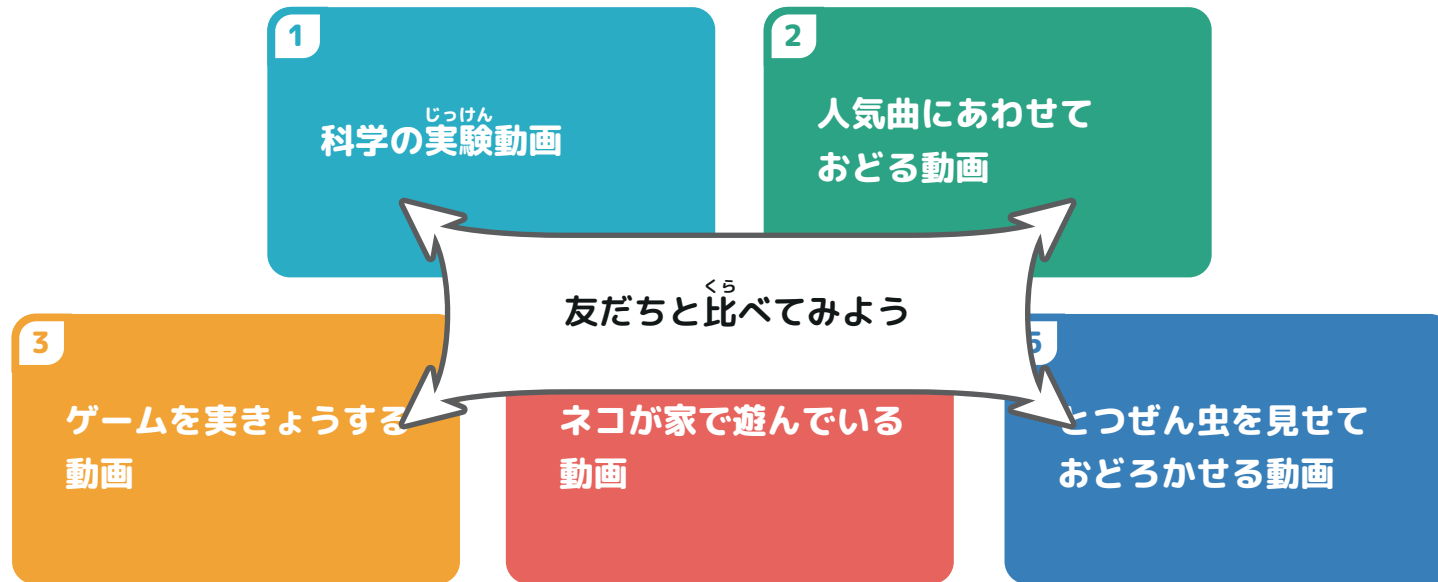 1
科学の実験動画
じっけん
2
人気曲にあわせて
おどる動画
友だちと比べてみよう
くら
3
ゲームを実きょうする
動画
ネコが家で遊んでいる
動画
5
とつぜん虫を見せて
おどろかせる動画